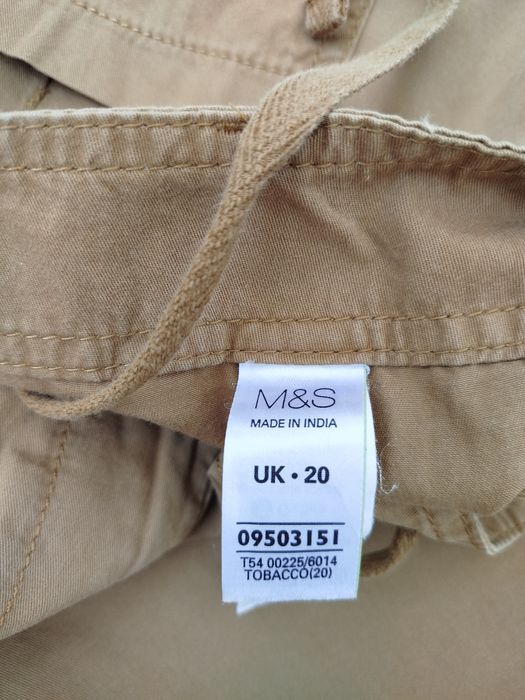 M&S
MADE IN INDIA
UK • 20
09503151
T54 00225/6014
TOBACCO(20)